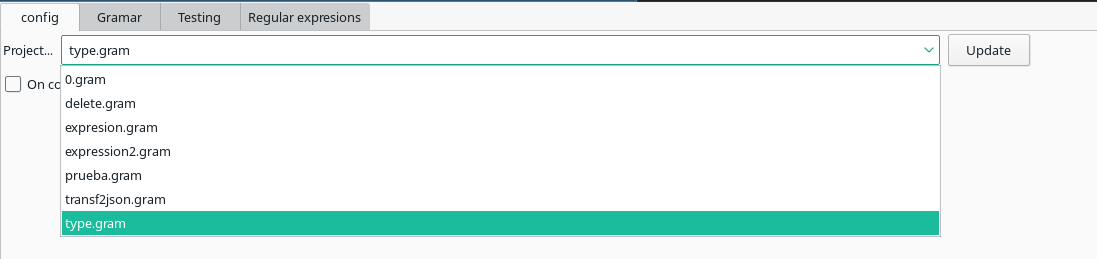 config Gramar Testing Regular expresions
Project... type.gram Update
0.gram
On co
delete.gram
expresion.gram
expression2.gram
prueba.gram
transf2json.gram
type.gram